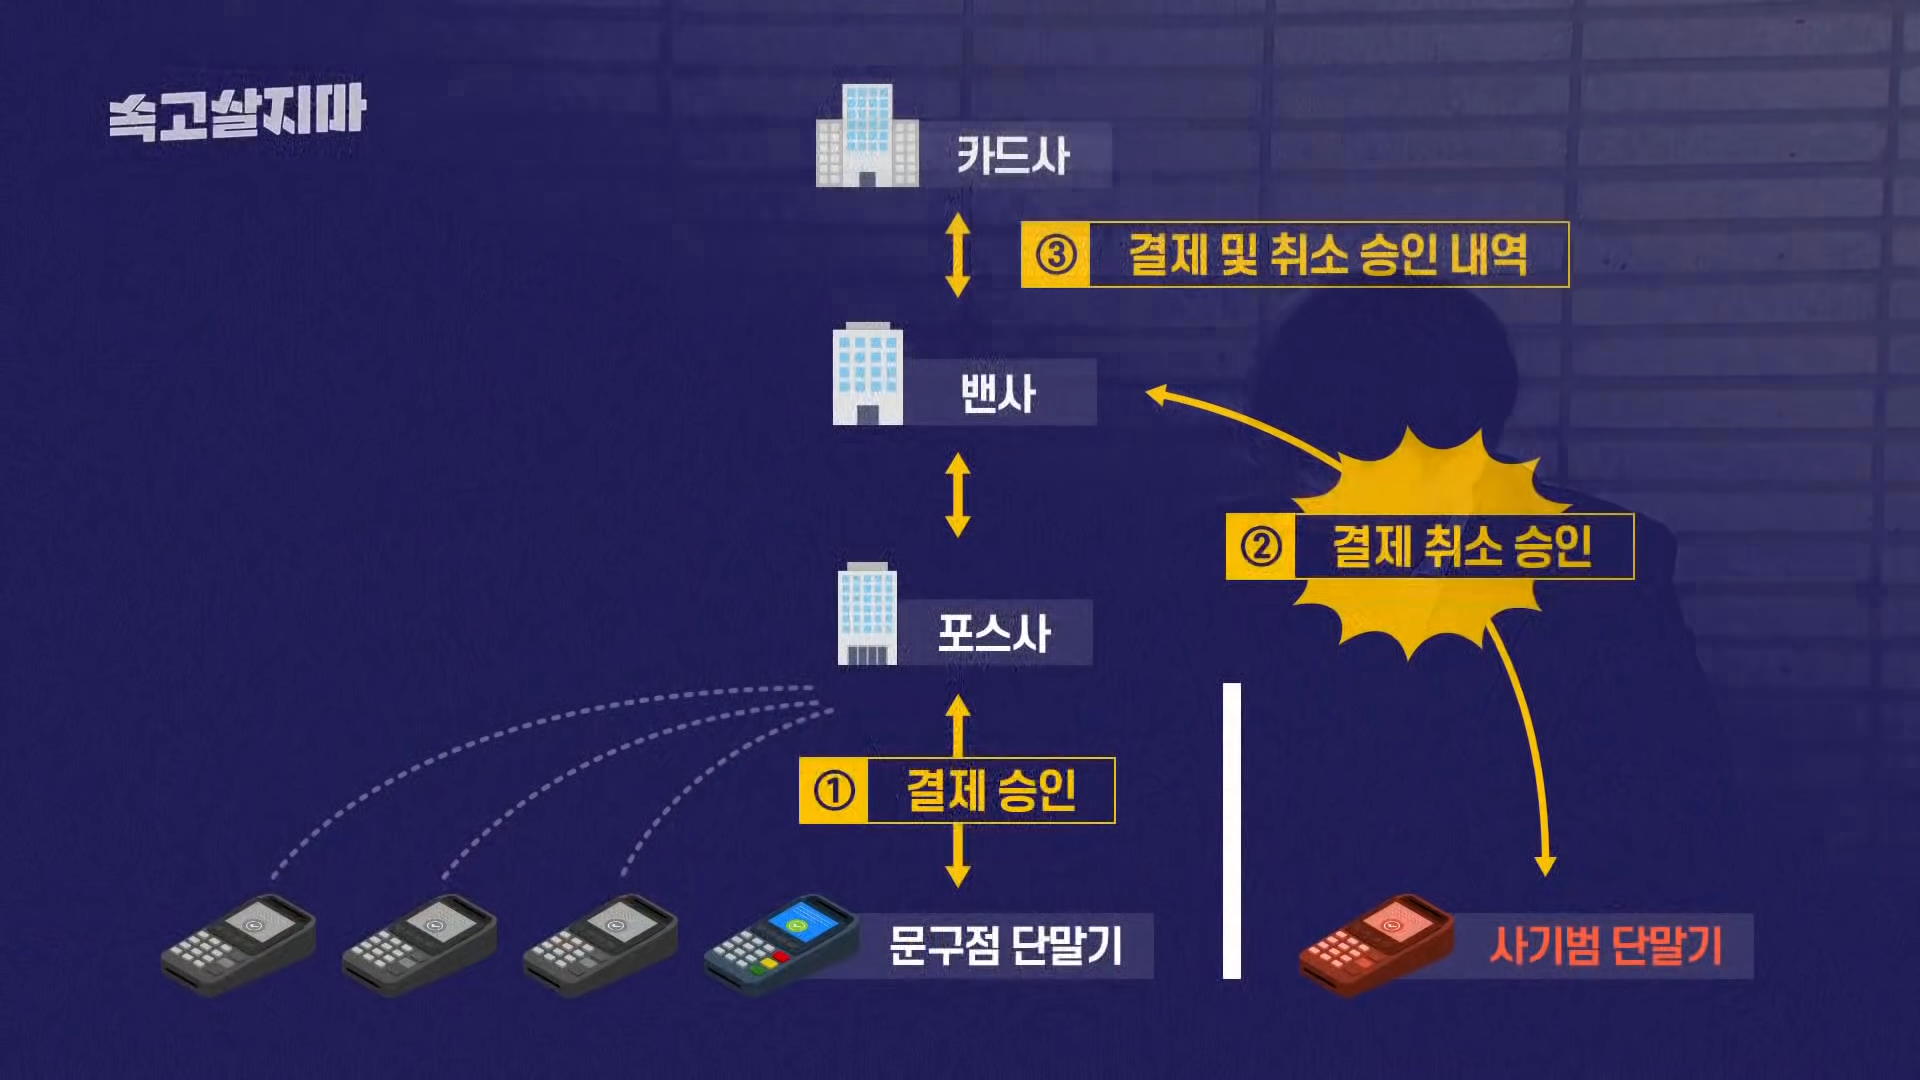 속고살지마
카드사
③ 결제 및 취소 승인 내역
밴사
② 결제 취소 승인
포스사
① 결제 승인
문구점 단말기
사기범 단말기